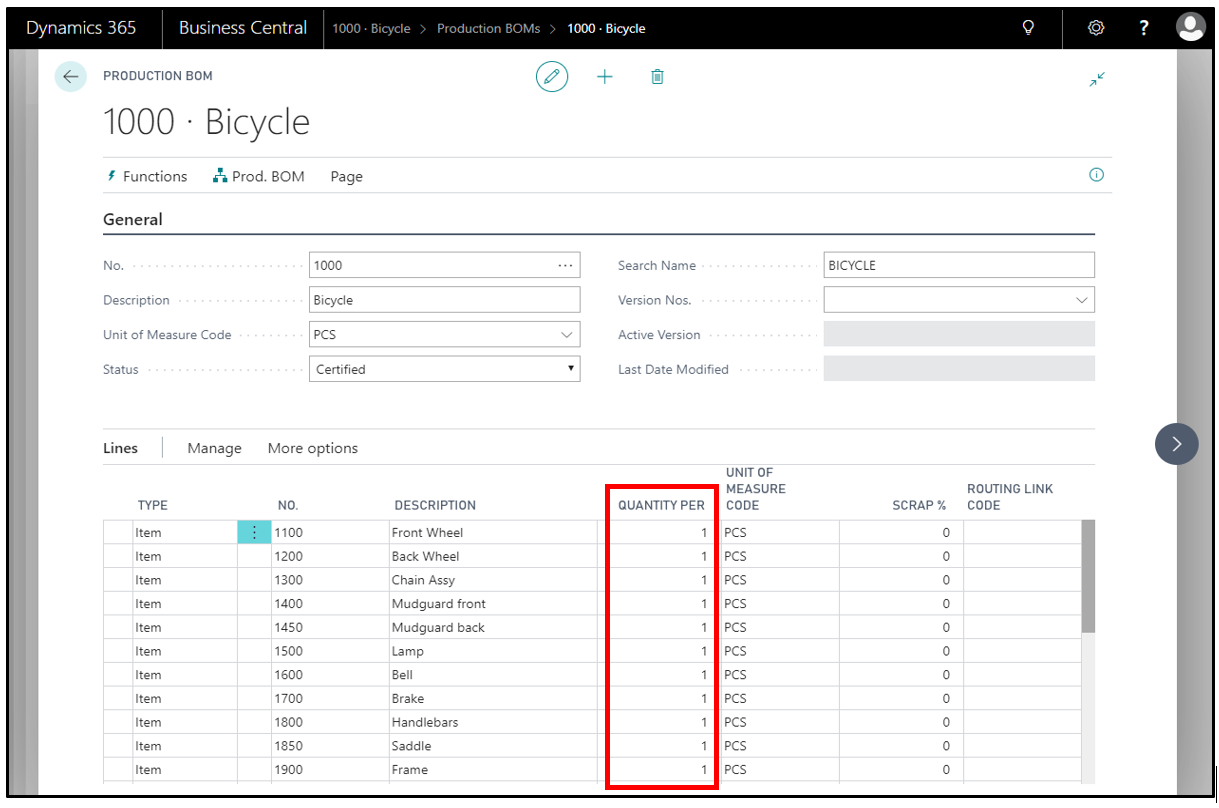 Dynamics 365 Business Central 1000 · Bicycle > Production BOMs > 1000 · Bicycle ?
PRODUCTION BOM
1000 · Bicycle
Functions Prod. BOM Page
General
No. 1000 ··· Search Name BICYCLE
Description Bicycle Version Nos.
Unit of Measure Code PCS Active Version
Status Certified Last Date Modified
Lines Manage More options
TYPE NO. DESCRIPTION QUANTITY PER UNIT OF MEASURE CODE SCRAP % ROUTING LINK CODE
Item 1100 Front Wheel 1 PCS 0
Item 1200 Back Wheel 1 PCS 0
Item 1300 Chain Assy 1 PCS 0
Item 1400 Mudguard front 1 PCS 0
Item 1450 Mudguard back 1 PCS 0
Item 1500 Lamp 1 PCS 0
Item 1600 Bell 1 PCS 0
Item 1700 Brake 1 PCS 0
Item 1800 Handlebars 1 PCS 0
Item 1850 Saddle 1 PCS 0
Item 1900 Frame 1 PCS 0